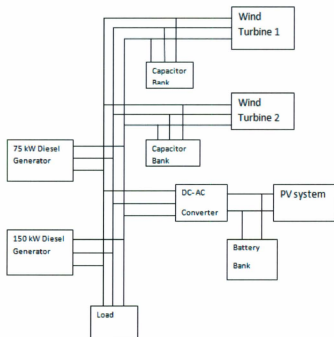 Wind
Turbine 1
Capacitor
Bank
Wind
Turbine 2
Capacitor
Bank
75 kW Diesel
Generator
DC- AC
Converter
PV system
150 kW Diesel
Generator
Battery
Bank
Load